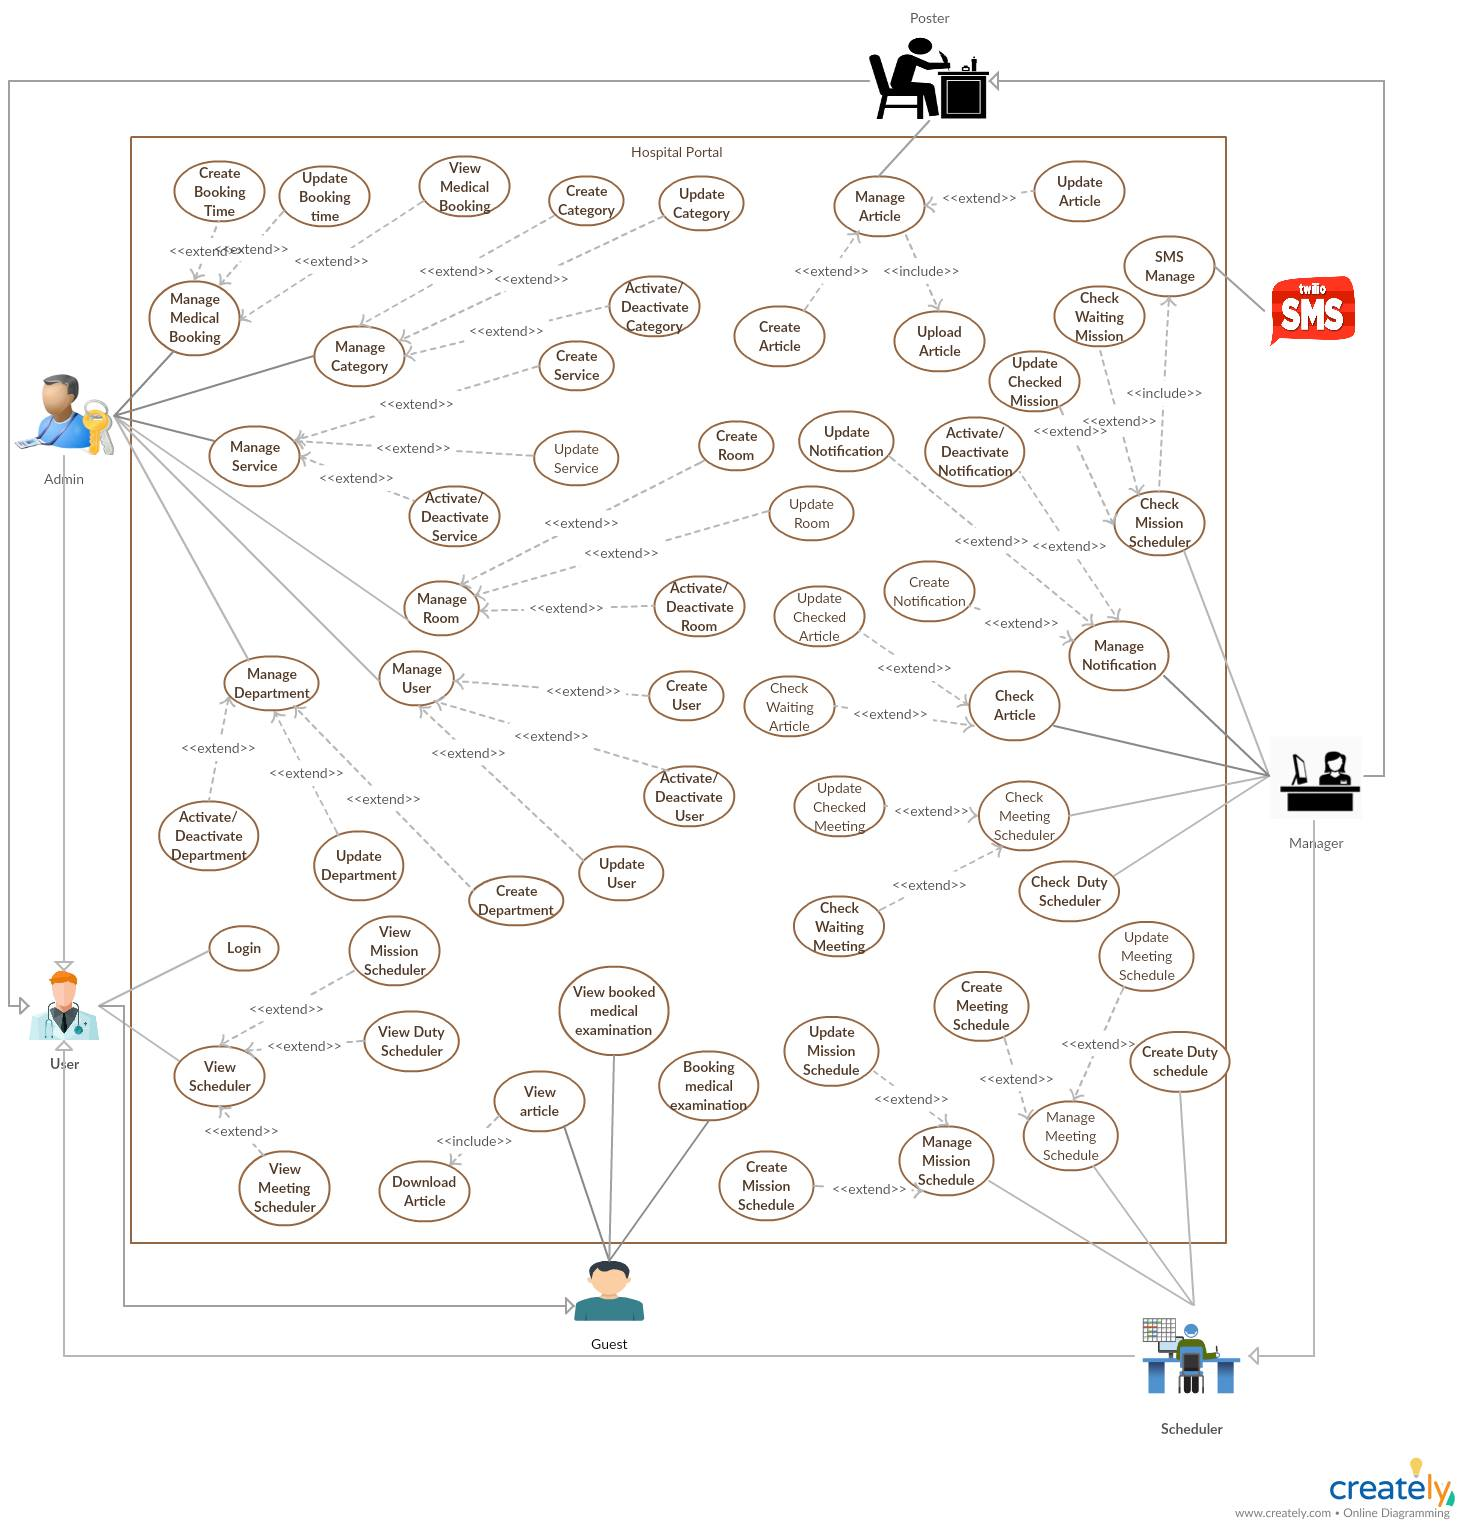 Poster
Hospital Portal
Create
Booking
Time
Update
Booking
time
View
Medical
Booking
Create
Category
Update
Category
Manage
Article
<<extend>>
Update
Article
<<extend>>
<<extend>>
<<extend>>
<<extend>>
<<extend>>
<<extend>>
<<include>>
SMS
Manage
twilio
SMS
Manage
Medical
Booking
Activate/
Deactivate
Category
<<extend>>
Manage
Category
Create
Article
Upload
Article
Check
Waiting
Mission
Create
Service
Update
Checked
Mission
<<include>>
<<extend>>
<<extend>>
<<extend>>
Admin
Manage
Service
<<extend>>
<<extend>>
Update
Service
Create
Room
Update
Notification
Activate/
Deactivate
Notification
Activate/
Deactivate
Service
Update
Room
Check
Mission
Scheduler
<<extend>>
<<extend>>
<<extend>>
<<extend>>
Manage
Room
<<extend>>
Activate/
Deactivate
Room
Update
Checked
Article
Create
Notification
<<extend>>
Manage
Notification
Manage
Department
Manage
User
<<extend>>
Create
User
Check
Waiting
Article
<<extend>>
<<extend>>
Check
Article
<<extend>>
<<extend>>
<<extend>>
<<extend>>
<<extend>>
Activate/
Deactivate
User
Update
Checked
Meeting
<<extend>>
Check
Meeting
Scheduler
Manager
Activate/
Deactivate
Department
Update
Department
Create
Department
Update
User
<<extend>>
Check Duty
Scheduler
Check
Waiting
Meeting
Login
View
Mission
Scheduler
Update
Meeting
Schedule
<<extend>>
View booked
medical
examination
Create
Meeting
Schedule
<<extend>>
View Duty
Scheduler
Update
Mission
Schedule
<<extend>>
Create Duty
schedule
User
View
Scheduler
View
article
Booking
medical
examination
<<extend>>
<<extend>>
<<extend>>
<<include>>
Manage
Meeting
Schedule
View
Meeting
Scheduler
Download
Article
Create
Mission
Schedule
<<extend>>
Manage
Mission
Schedule
Guest
Scheduler
creately
www.creately.com • Online Diagramming